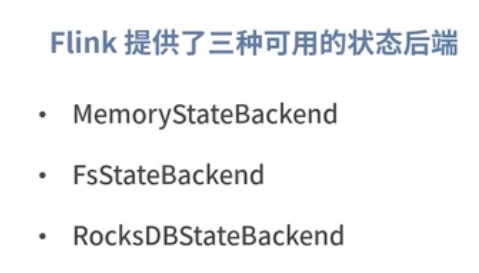 Flink 提供了三种可用的状态后端
• MemoryStateBackend
• FsStateBackend
• RocksDBStateBackend